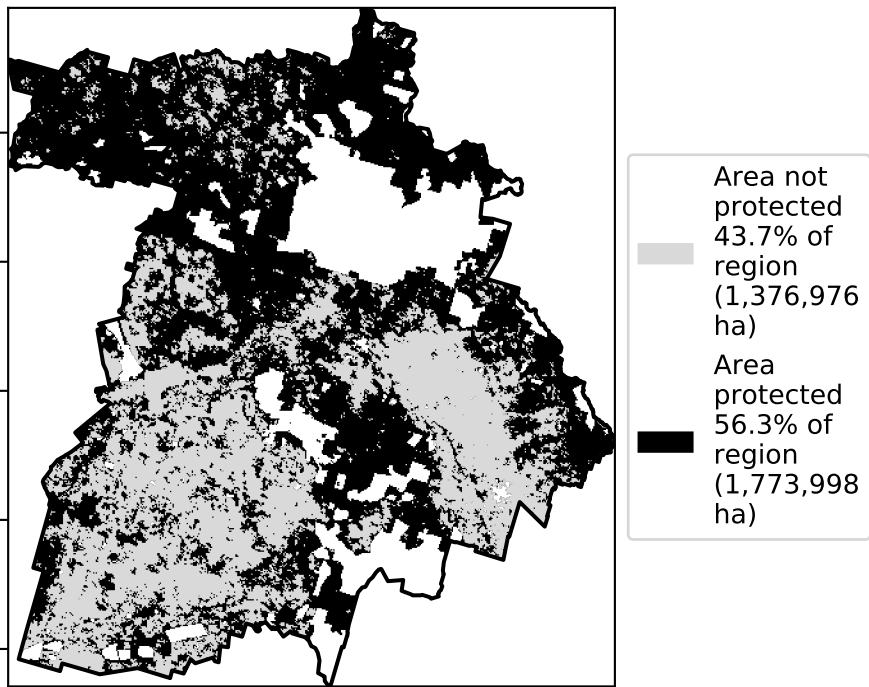 Area not
protected
43.7% of
region
(1,376,976
ha)
Area
protected
56.3% of
region
(1,773,998
ha)